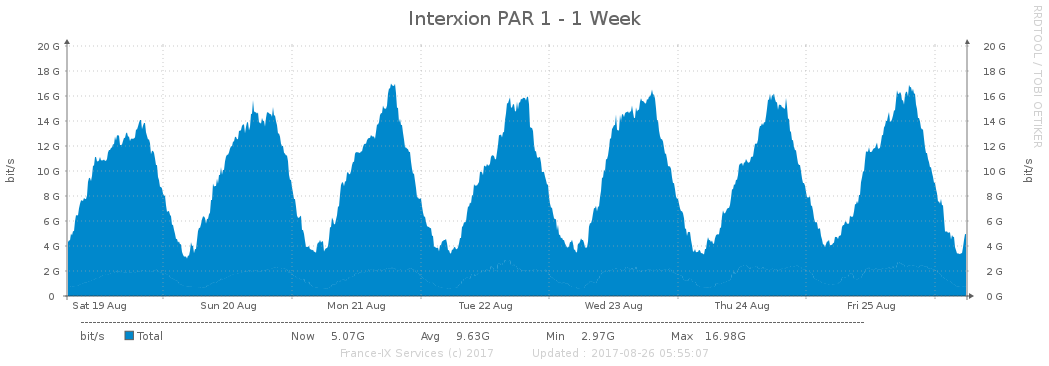 Interxion PAR 1 - 1 Week
RRDTOOL / TOBI OETIKER
20 G 20 G
18 G 18 G
16 G 16 G
14 G 14 G
12 G 12 G
10 G 10 G
8 G 8 G
6 G 6 G
4 G 4 G
2 G 2 G
0 0 G
bit/s
bit/s
Sat 19 Aug Sun 20 Aug Mon 21 Aug Tue 22 Aug Wed 23 Aug Thu 24 Aug Fri 25 Aug
bit/s Total Now 5.07G Avg 9.63G Min 2.97G Max 16.98G
France-IX Services (c) 2017 Updated : 2017-08-26 05:55:07